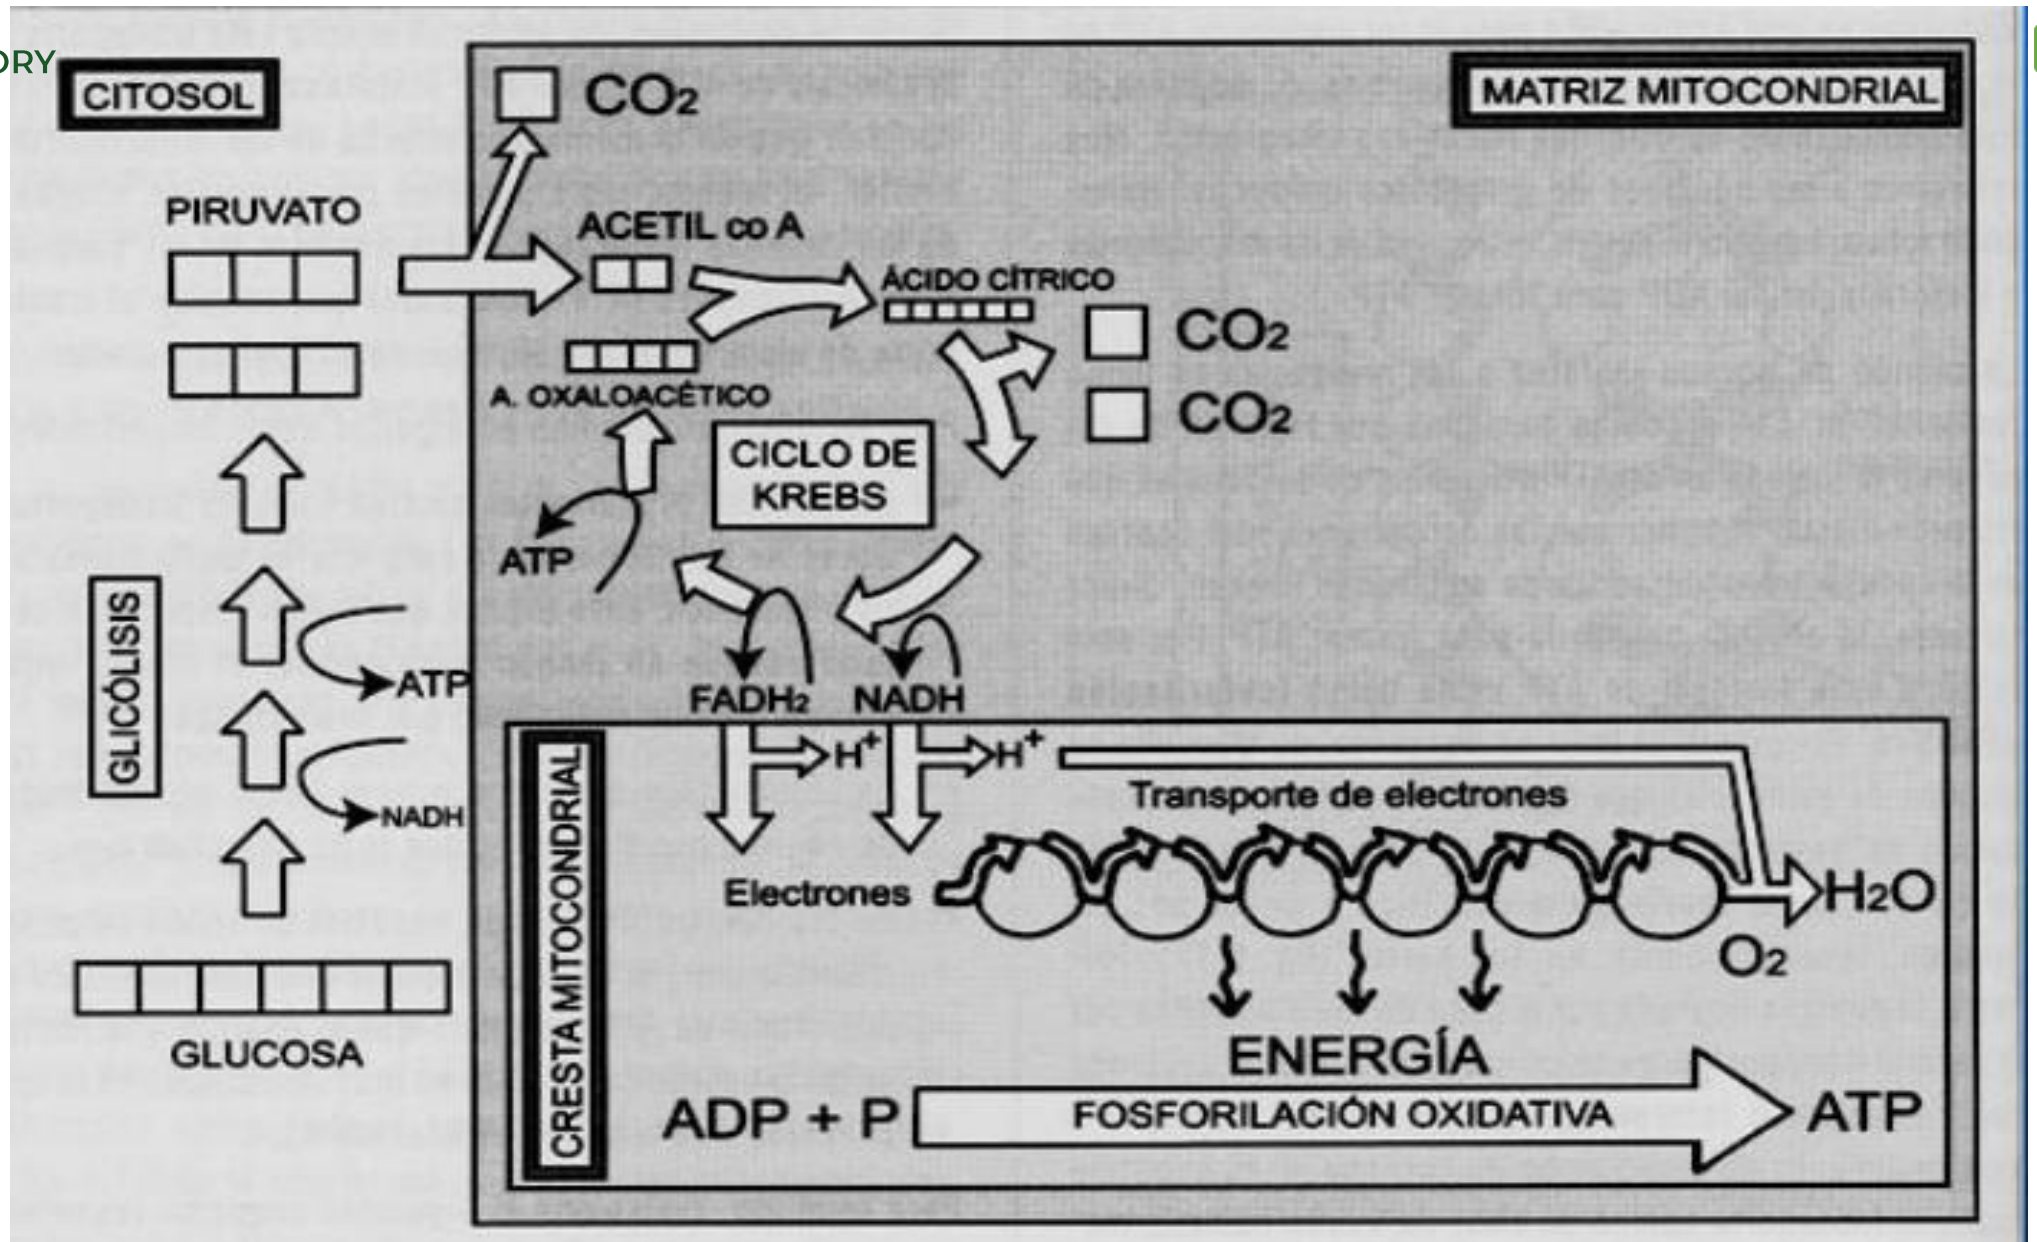 ORY
CITOSOL
CO2
MATRIZ MITOCONDRIAL
PIRUVATO
ACETIL co A
ÁCIDO CÍTRICO
CO2
CO2
A. OXALOACÉTICO
CICLO DE
KREBS
ATP
GLICÓLISIS
ATP
NADH
FADH2
NADH
H+
H+
Transporte de electrones
Electrones
H2O
O2
CRESTA MITOCONDRIAL
ENERGÍA
GLUCOSA
ADP + P
FOSFORILACIÓN OXIDATIVA
ATP